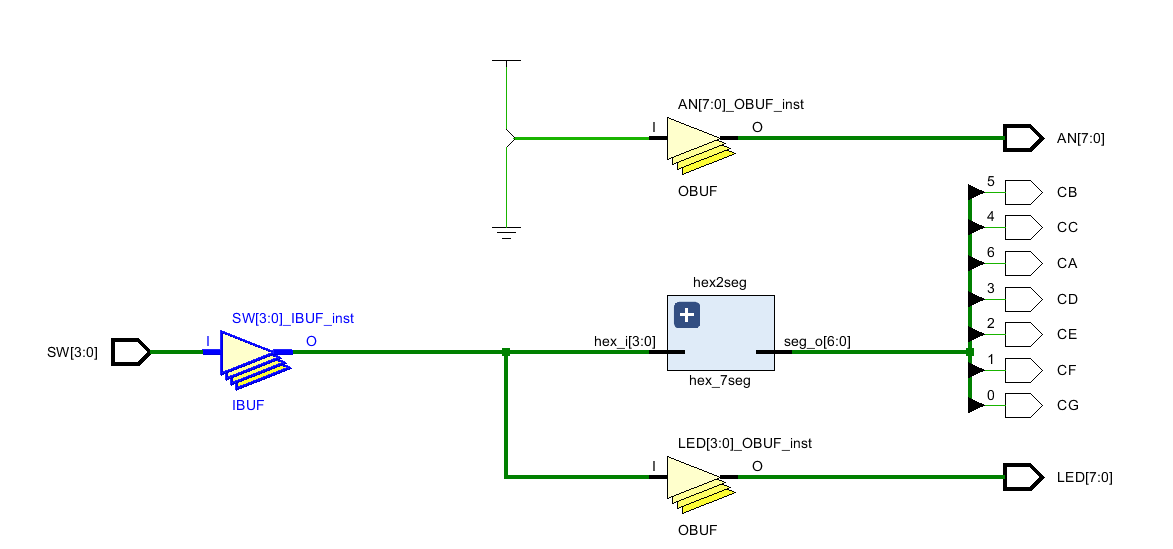 AN[7:0]_OBUF_inst
I
O
AN[7:0]
OBUF
5
CB
4
CC
6
CA
hex2seg
3
CD
SW[3:0]_IBUF_inst
2
CE
SW[3:0]
I
O
hex_i[3:0]
seg_o[6:0]
1
CF
hex_7seg
IBUF
0
CG
LED[3:0]_OBUF_inst
I
O
LED[7:0]
OBUF